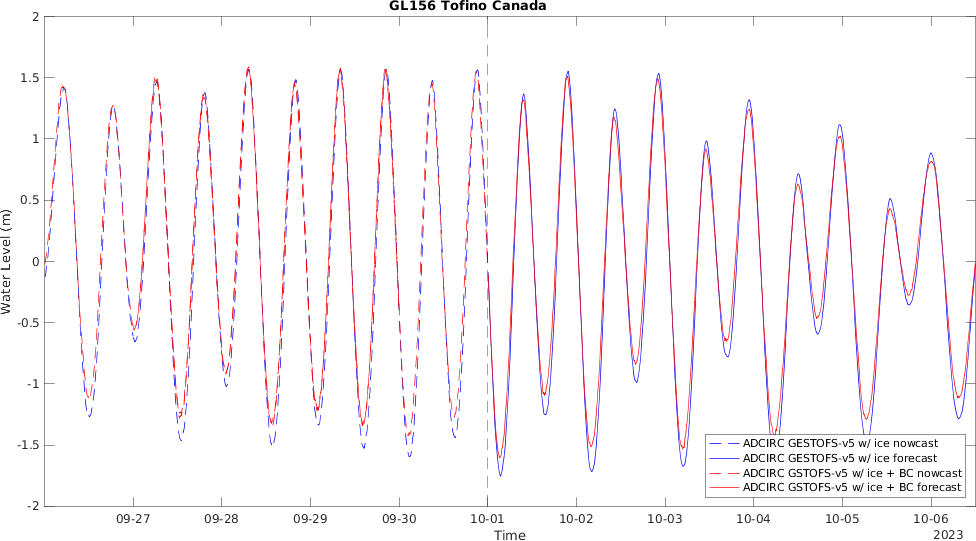 GL156 Tofino Canada
2
1.5
1
0.5
0
-0.5
-1
-1.5
-2
Water Level (m)
ADCIRC GESTOFS-v5 w/ ice nowcast
ADCIRC GESTOFS-v5 w/ ice forecast
ADCIRC GSTOFS-v5 w/ ice + BC nowcast
ADCIRC GSTOFS-v5 w/ ice + BC forecast
09-27 09-28 09-29 09-30 10-01 10-02 10-03 10-04 10-05 10-06
Time
2023